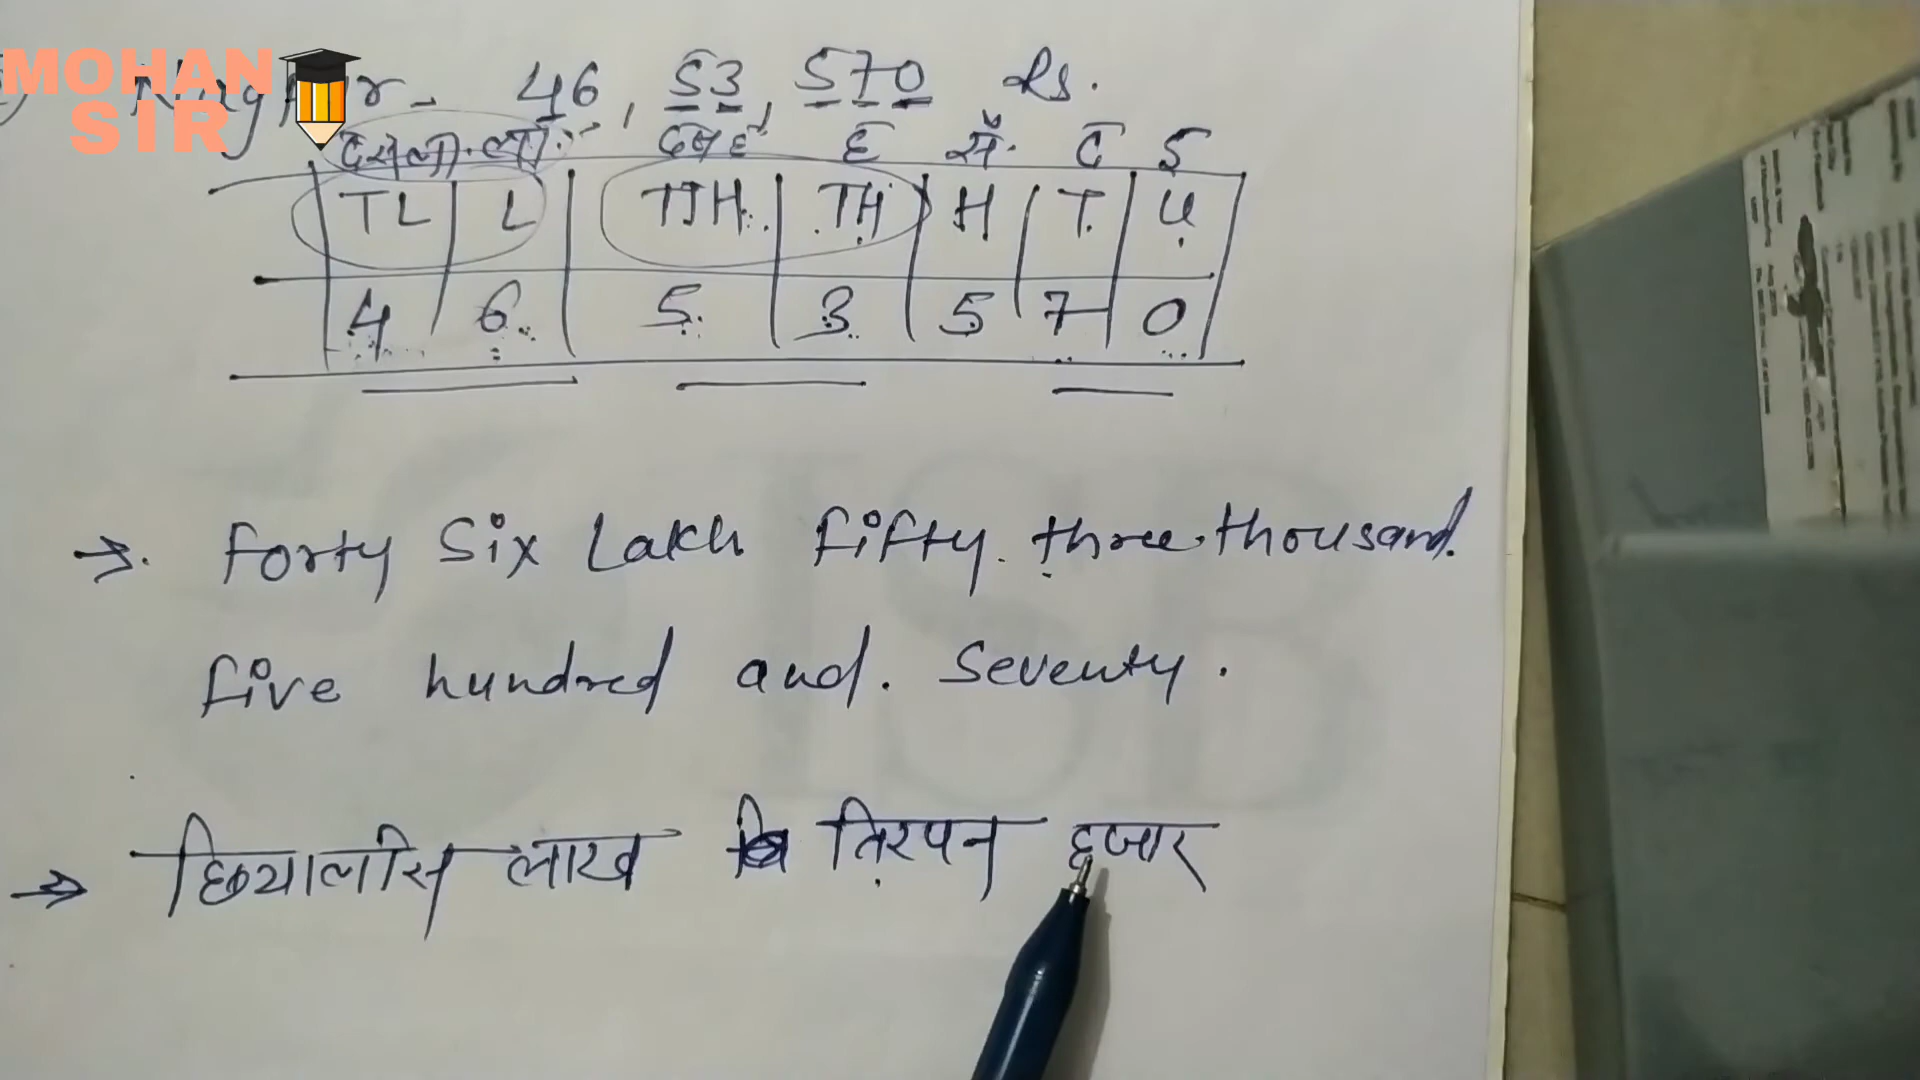 MOHAN
SIR
46, 53, 570 Rs.
दस ला. ला. ह सै. द इ
TL L TTH TH H T U
4 6 5 3 5 7 0
→. Forty Six Lakh fifty three thousand.
five hundred and. Seventy.
→ छियालीस लाख तिरपन हजार